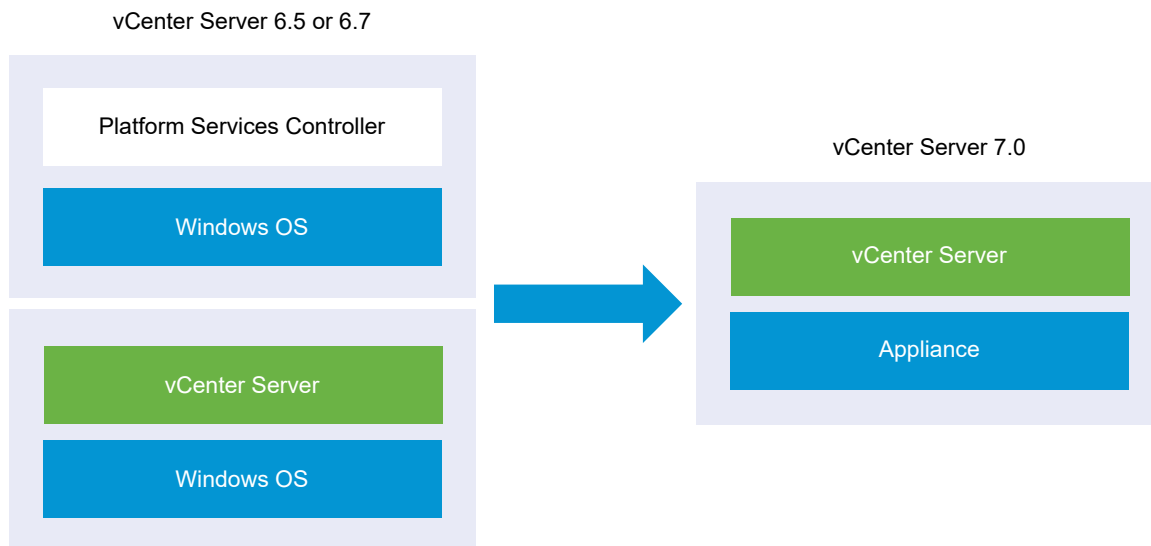 vCenter Server 6.5 or 6.7
Platform Services Controller
Windows OS
vCenter Server
Windows OS
vCenter Server 7.0
vCenter Server
Appliance